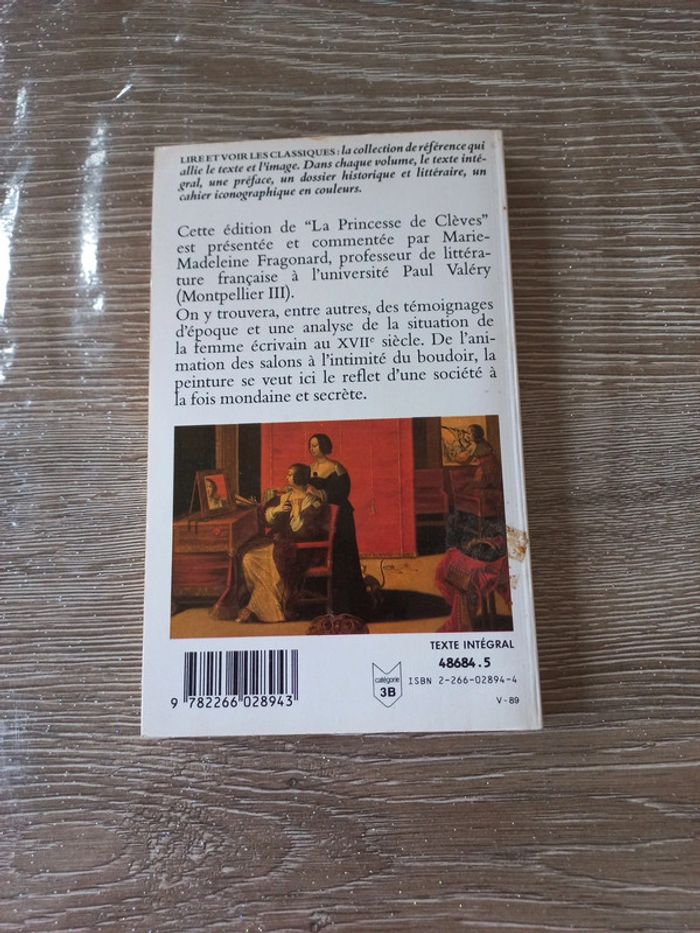 LIRE ET VOIR LES CLASSIQUES : la collection de référence qui
allie le texte et l'image. Dans chaque volume, le texte inté-
gral, une préface, un dossier historique et littéraire, un
cahier iconographique en couleurs.
Cette édition de "La Princesse de Clèves"
est présentée et commentée par Marie-
Madeleine Fragonard, professeur de littéra-
ture française à l'université Paul Valéry
(Montpellier III).
On y trouvera, entre autres, des témoignages
d'époque et une analyse de la situation de
la femme écrivain au XVIIe siècle. De l'ani-
mation des salons à l'intimité du boudoir, la
peinture se veut ici le reflet d'une société à
la fois mondaine et secrète.
TEXTE INTÉGRAL
48684.5
ISBN 2-266-02894-4
catégorie
3B
9 782266 028943
V - 89